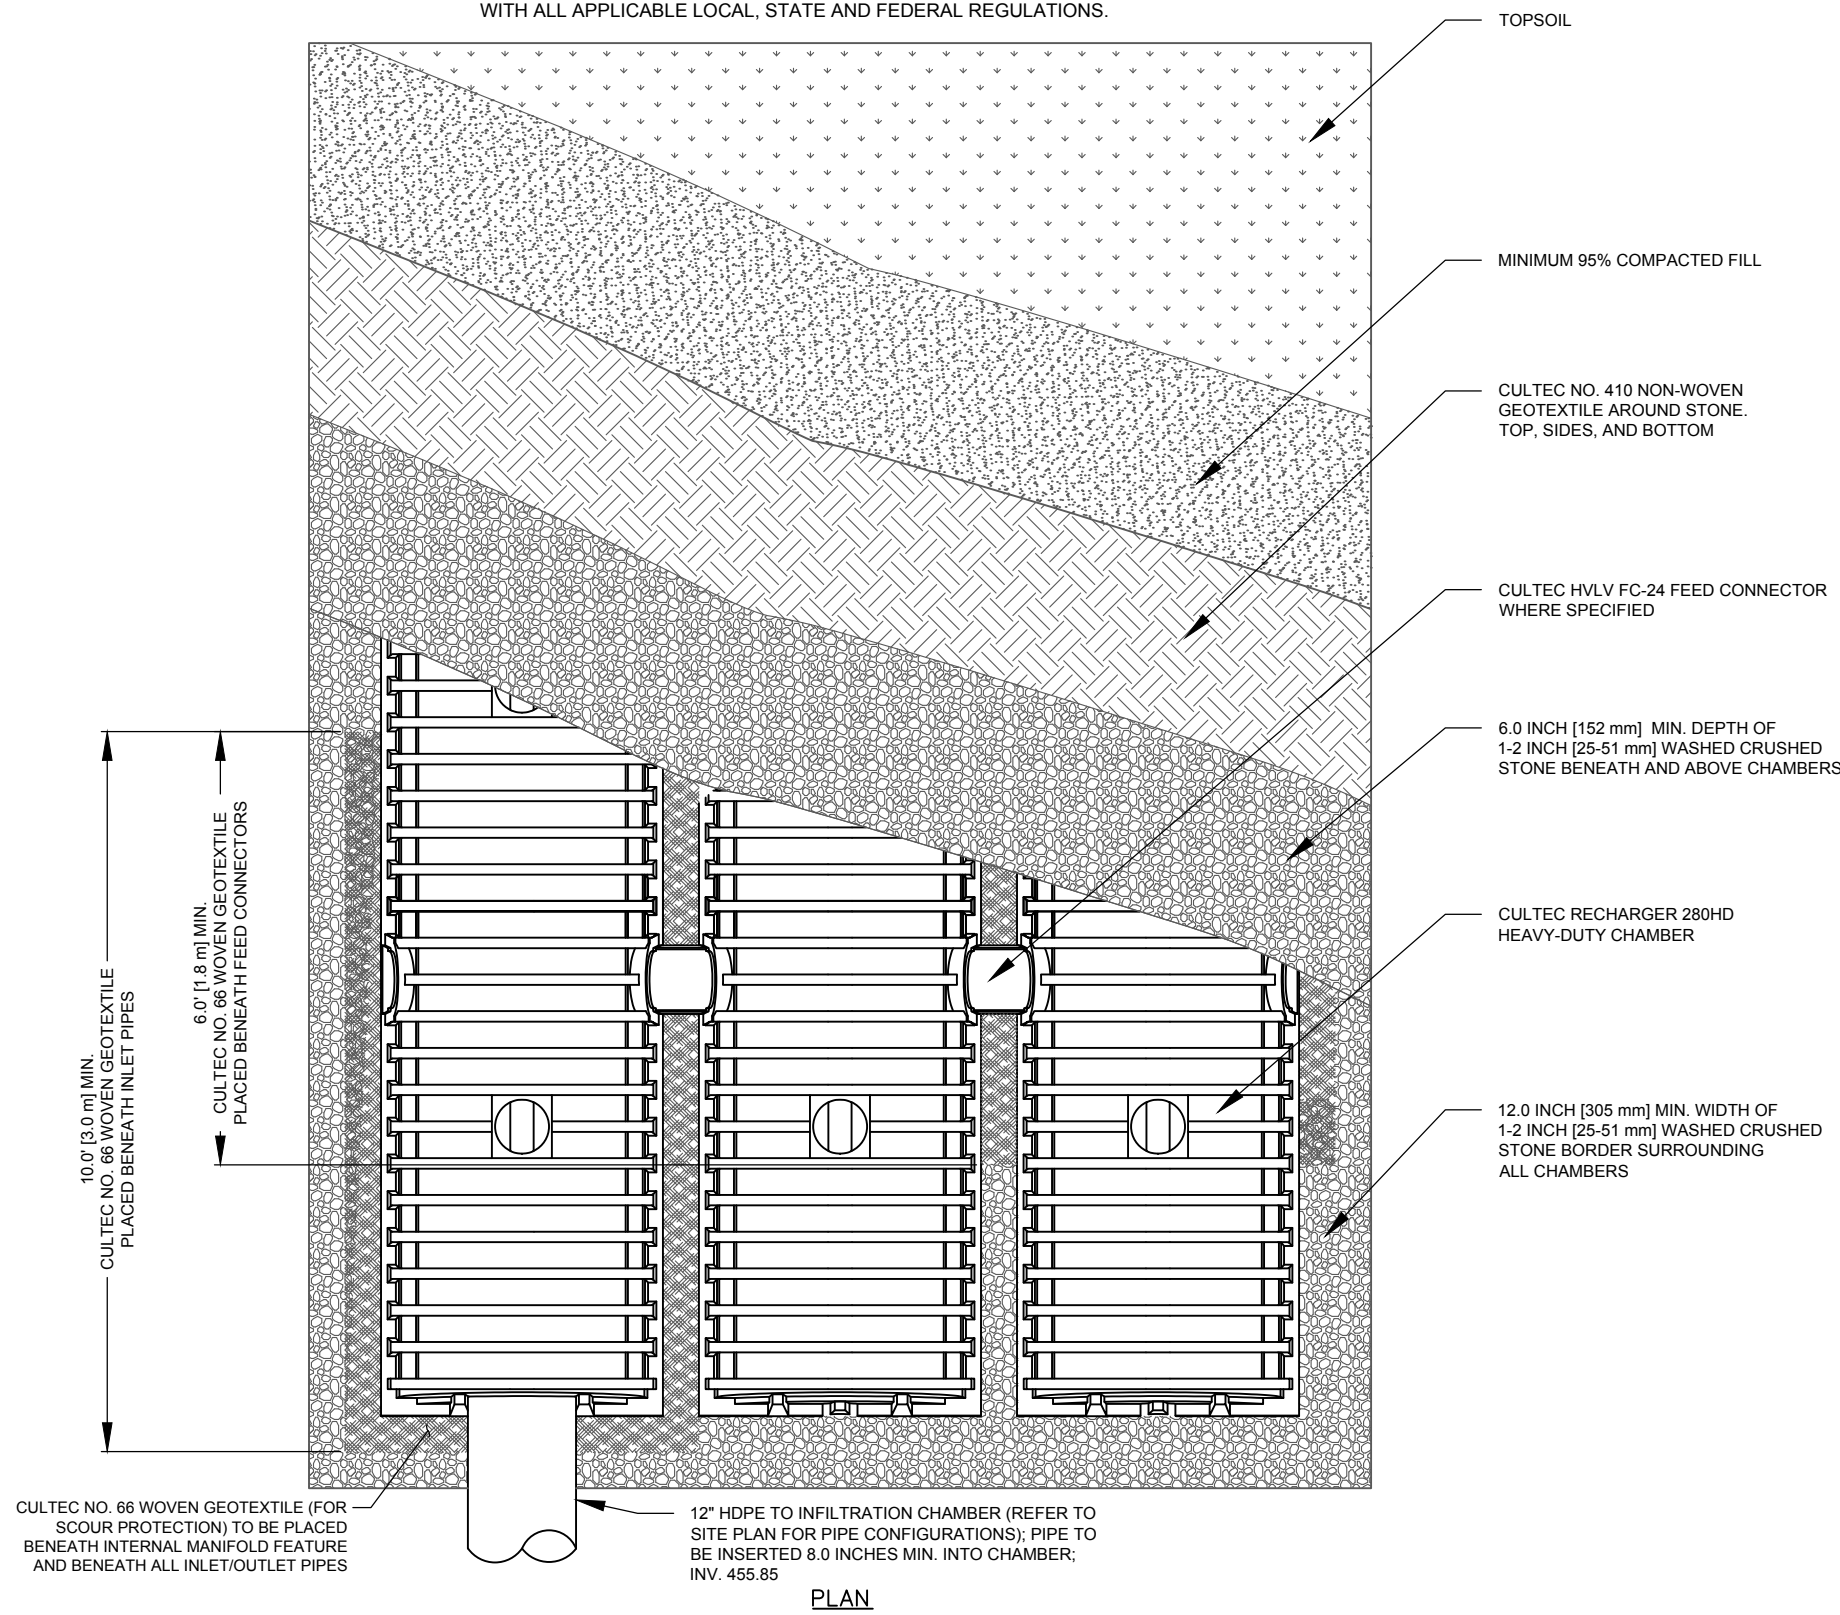 WITH ALL APPLICABLE LOCAL, STATE AND FEDERAL REGULATIONS.
TOPSOIL
MINIMUM 95% COMPACTED FILL
CULTEC NO. 410 NON-WOVEN
GEOTEXTILE AROUND STONE.
TOP, SIDES, AND BOTTOM
CULTEC HVLV FC-24 FEED CONNECTOR
WHERE SPECIFIED
6.0 INCH [152 mm] MIN. DEPTH OF
1-2 INCH [25-51 mm] WASHED CRUSHED
STONE BENEATH AND ABOVE CHAMBERS
CULTEC RECHARGER 280HD
HEAVY-DUTY CHAMBER
12.0 INCH [305 mm] MIN. WIDTH OF
1-2 INCH [25-51 mm] WASHED CRUSHED
STONE BORDER SURROUNDING
ALL CHAMBERS
10.0' [3.0 m] MIN.
CULTEC NO. 66 WOVEN GEOTEXTILE
PLACED BENEATH INLET PIPES
6.0' [1.8 m] MIN.
CULTEC NO. 66 WOVEN GEOTEXTILE
PLACED BENEATH FEED CONNECTORS
CULTEC NO. 66 WOVEN GEOTEXTILE (FOR
SCOUR PROTECTION) TO BE PLACED
BENEATH INTERNAL MANIFOLD FEATURE
AND BENEATH ALL INLET/OUTLET PIPES
12" HDPE TO INFILTRATION CHAMBER (REFER TO
SITE PLAN FOR PIPE CONFIGURATIONS); PIPE TO
BE INSERTED 8.0 INCHES MIN. INTO CHAMBER;
INV. 455.85
PLAN